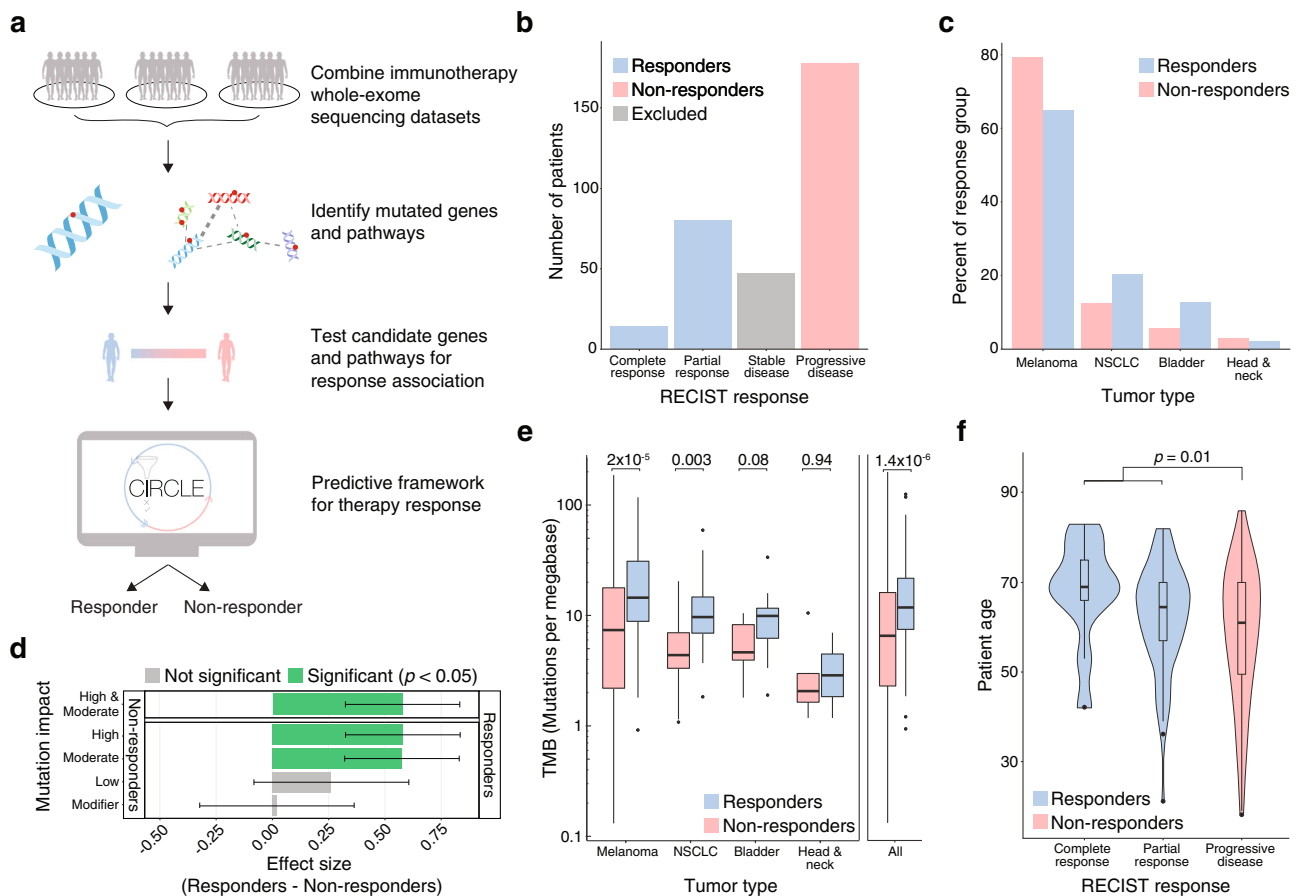 a
Combine immunotherapy
whole-exome
sequencing datasets
Identify mutated genes
and pathways
Test candidate genes
and pathways for
response association
CIRCLE
Predictive framework
for therapy response
Responder
Non-responder
b
Responders
Non-responders
Excluded
Number of patients
150
100
50
0
Complete
response
Partial
response
Stable
disease
Progressive
disease
RECIST response
c
Responders
Non-responders
Percent of response group
80
60
40
20
0
Melanoma
NSCLC
Bladder
Head &
neck
Tumor type
d
Not significant
Significant (p < 0.05)
Mutation impact
High &
Moderate
High
Moderate
Low
Modifier
Non-responders
Responders
-0.50
-0.25
0.00
0.25
0.50
0.75
Effect size
(Responders - Non-responders)
e
2x10-5
0.003
0.08
0.94
1.4x10-6
TMB (Mutations per megabase)
100
10
1
0.1
Responders
Non-responders
Melanoma
NSCLC
Bladder
Head &
neck
All
Tumor type
f
p = 0.01
Patient age
90
70
50
30
Responders
Non-responders
Complete
response
Partial
response
Progressive
disease
RECIST response